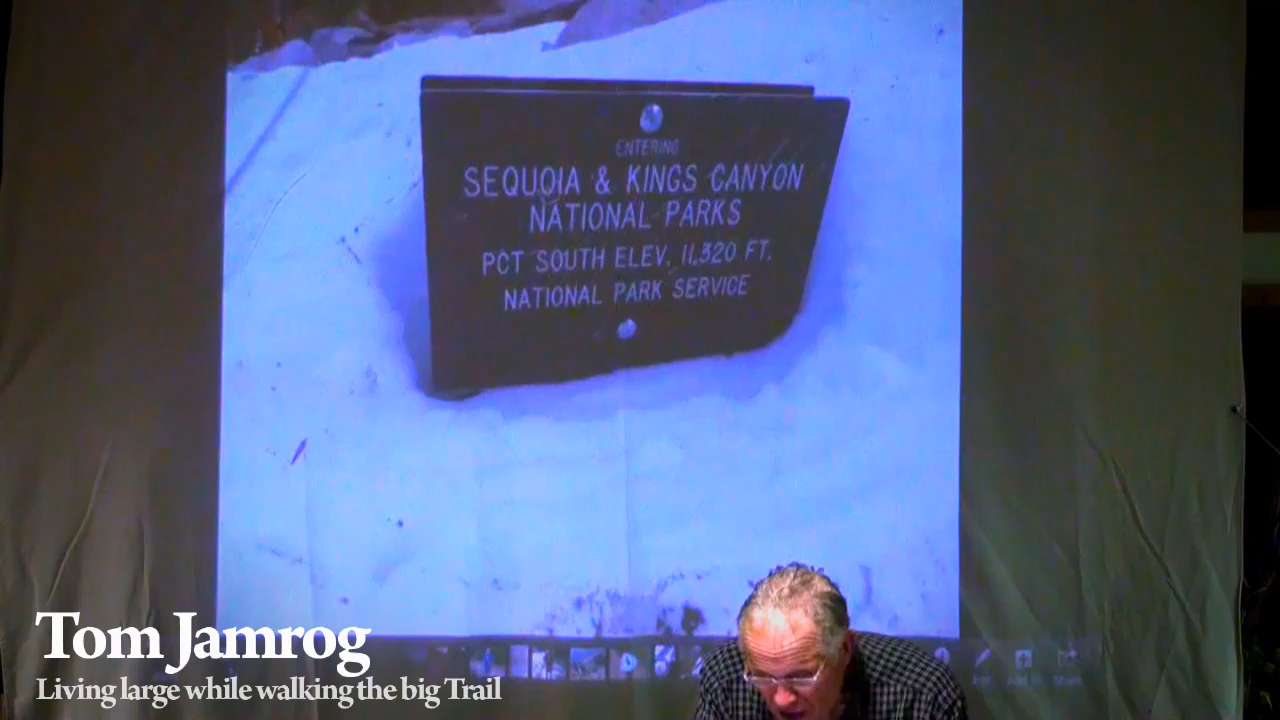 ENTERING
SEQUOIA & KINGS CANYON
NATIONAL PARKS
PCT SOUTH ELEV. 11,320 FT.
NATIONAL PARK SERVICE
Tom Jamrog
Living large while walking the big Trail